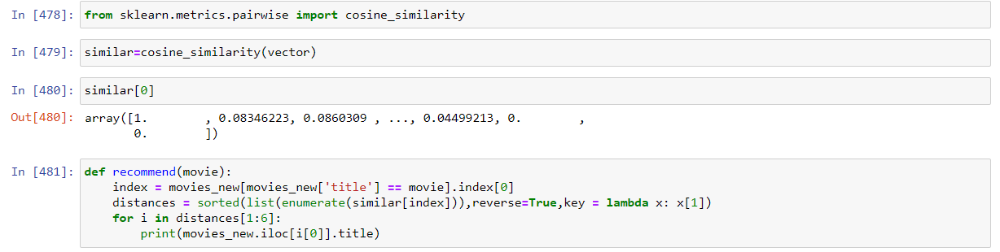 In [478]: from sklearn.metrics.pairwise import cosine_similarity
In [479]: similar=cosine_similarity(vector)
In [480]: similar[0]
Out[480]: array([1.        , 0.08346223, 0.0860309 , ..., 0.04499213, 0.        ,
       0.        ])
In [481]: def recommend(movie):
    index = movies_new[movies_new['title'] == movie].index[0]
    distances = sorted(list(enumerate(similar[index])),reverse=True,key = lambda x: x[1])
    for i in distances[1:6]:
        print(movies_new.iloc[i[0]].title)